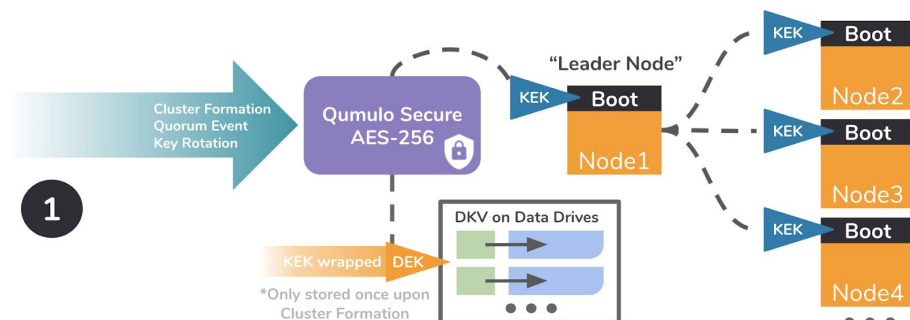 Cluster Formation
Quorum Event
Key Rotation
Qumulo Secure
AES-256
"Leader Node"
KEK
Boot
Node1
KEK
Boot
Node2
KEK
Boot
Node3
KEK
Boot
Node4
1
KEK wrapped
DEK
*Only stored once upon
Cluster Formation
DKV on Data Drives